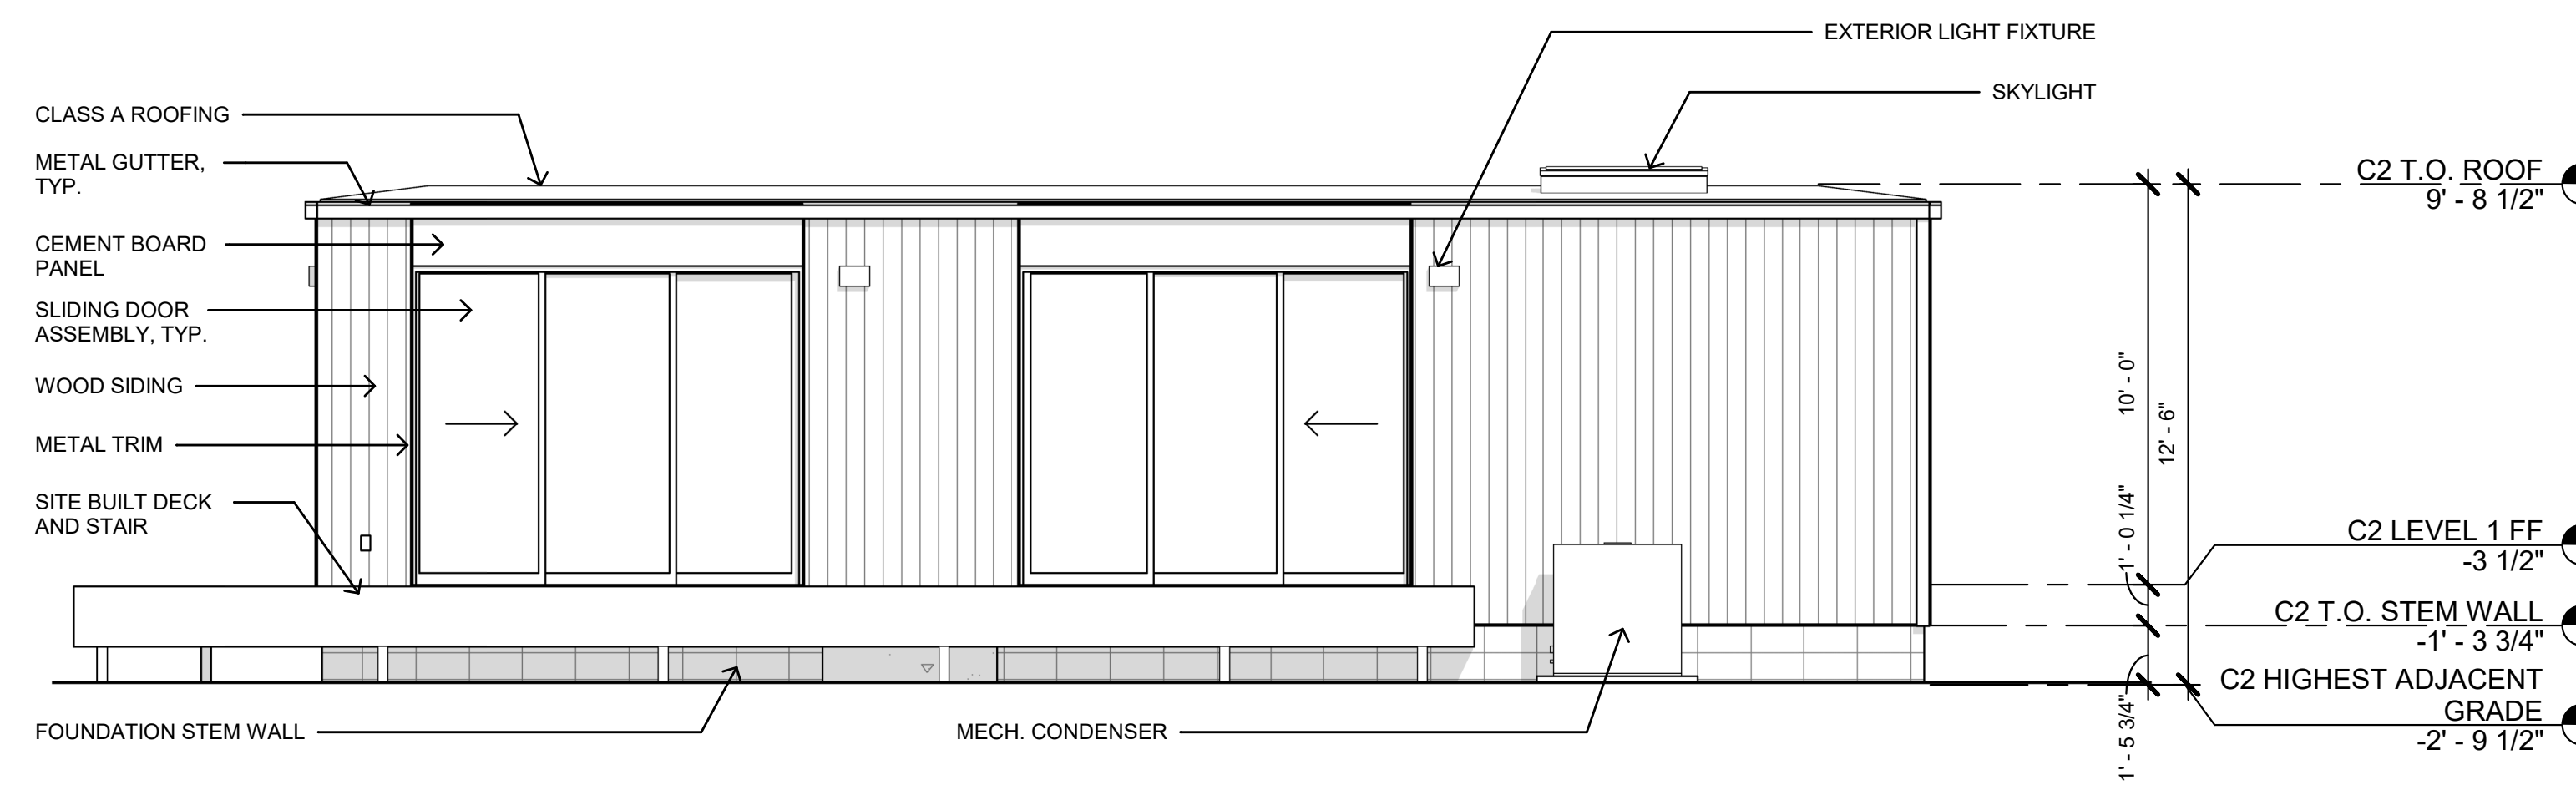 EXTERIOR LIGHT FIXTURE
SKYLIGHT
CLASS A ROOFING
METAL GUTTER,
TYP.
CEMENT BOARD
PANEL
SLIDING DOOR
ASSEMBLY, TYP.
WOOD SIDING
METAL TRIM
SITE BUILT DECK
AND STAIR
FOUNDATION STEM WALL
MECH. CONDENSER
10' - 0"
12' - 6"
1' - 0 1/4"
1' - 5 3/4"
C2 T.O. ROOF
9' - 8 1/2"
C2 LEVEL 1 FF
-3 1/2"
C2 T.O. STEM WALL
-1' - 3 3/4"
C2 HIGHEST ADJACENT
GRADE
-2' - 9 1/2"